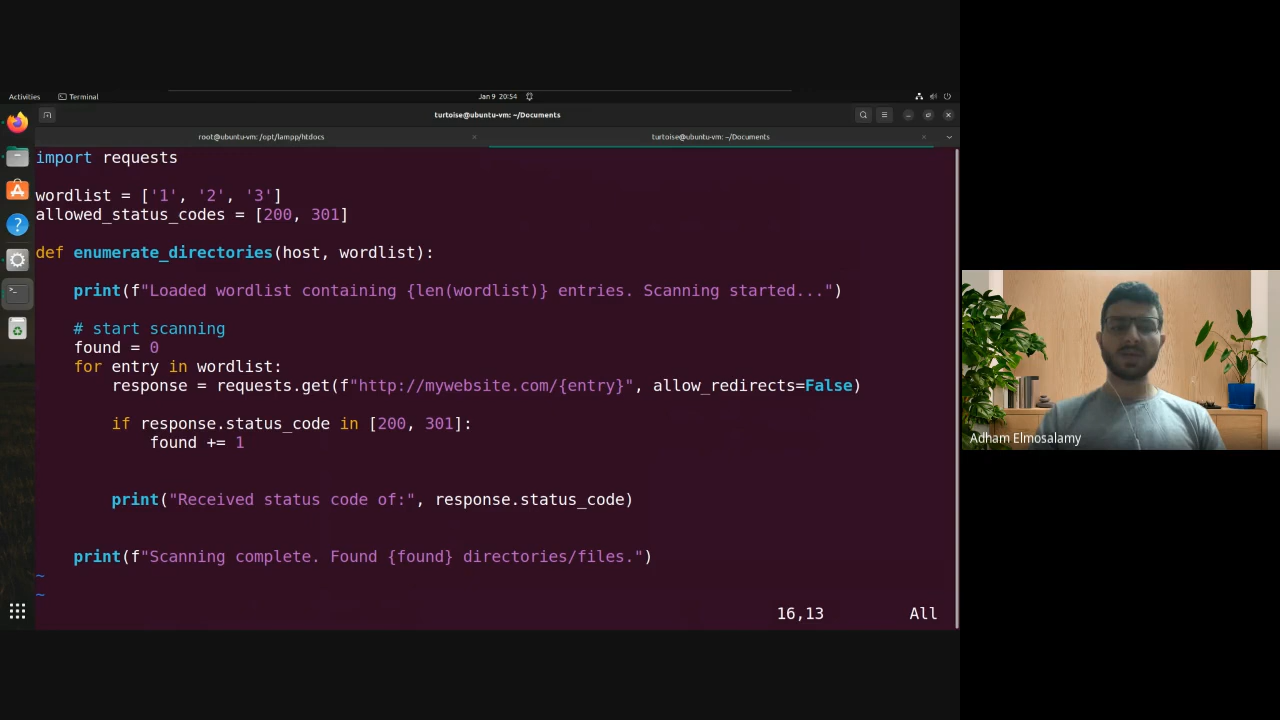 Activities
Terminal
Jan 9 20:54
turtoise@ubuntu-vm: ~/Documents
root@ubuntu-vm: /opt/lampp/htdocs
turtoise@ubuntu-vm: ~/Documents
import requests
wordlist = ['1', '2', '3']
allowed_status_codes = [200, 301]
def enumerate_directories(host, wordlist):
    print(f"Loaded wordlist containing {len(wordlist)} entries. Scanning started...")
    # start scanning
    found = 0
    for entry in wordlist:
        response = requests.get(f"http://mywebsite.com/{entry}", allow_redirects=False)
        if response.status_code in [200, 301]:
            found += 1
        print("Received status code of:", response.status_code)
    print(f"Scanning complete. Found {found} directories/files.")
~
~
16,13 All
Adham Elmosalamy